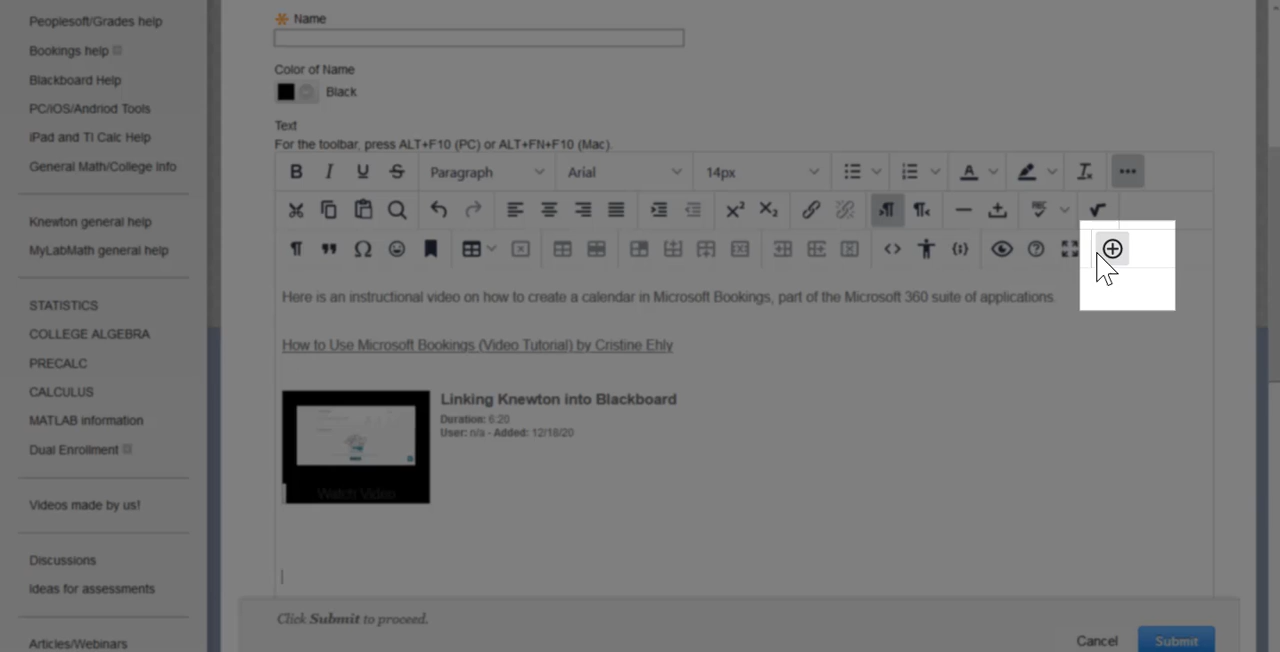 Peoplesoft/Grades help
Bookings help
Blackboard Help
PC/iOS/Andriod Tools
iPad and TI Calc Help
General Math/College Info
Knewton general help
MyLabMath general help
STATISTICS
COLLEGE ALGEBRA
PRECALC
CALCULUS
MATLAB information
Dual Enrollment
Videos made by us!
Discussions
Ideas for assessments
Articles/Webinars
Name
Color of Name
Black
Text
For the toolbar, press ALT+F10 (PC) or ALT+FN+F10 (Mac).
B I U S Paragraph Arial 14px
Here is an instructional video on how to create a calendar in Microsoft Bookings, part of the Microsoft 360 suite of applications.
How to Use Microsoft Bookings (Video Tutorial) by Cristine Ehly
Linking Knewton into Blackboard
Duration: 6:20
User: n/a - Added: 12/16/20
Watch Video
Click Submit to proceed.
Cancel Submit